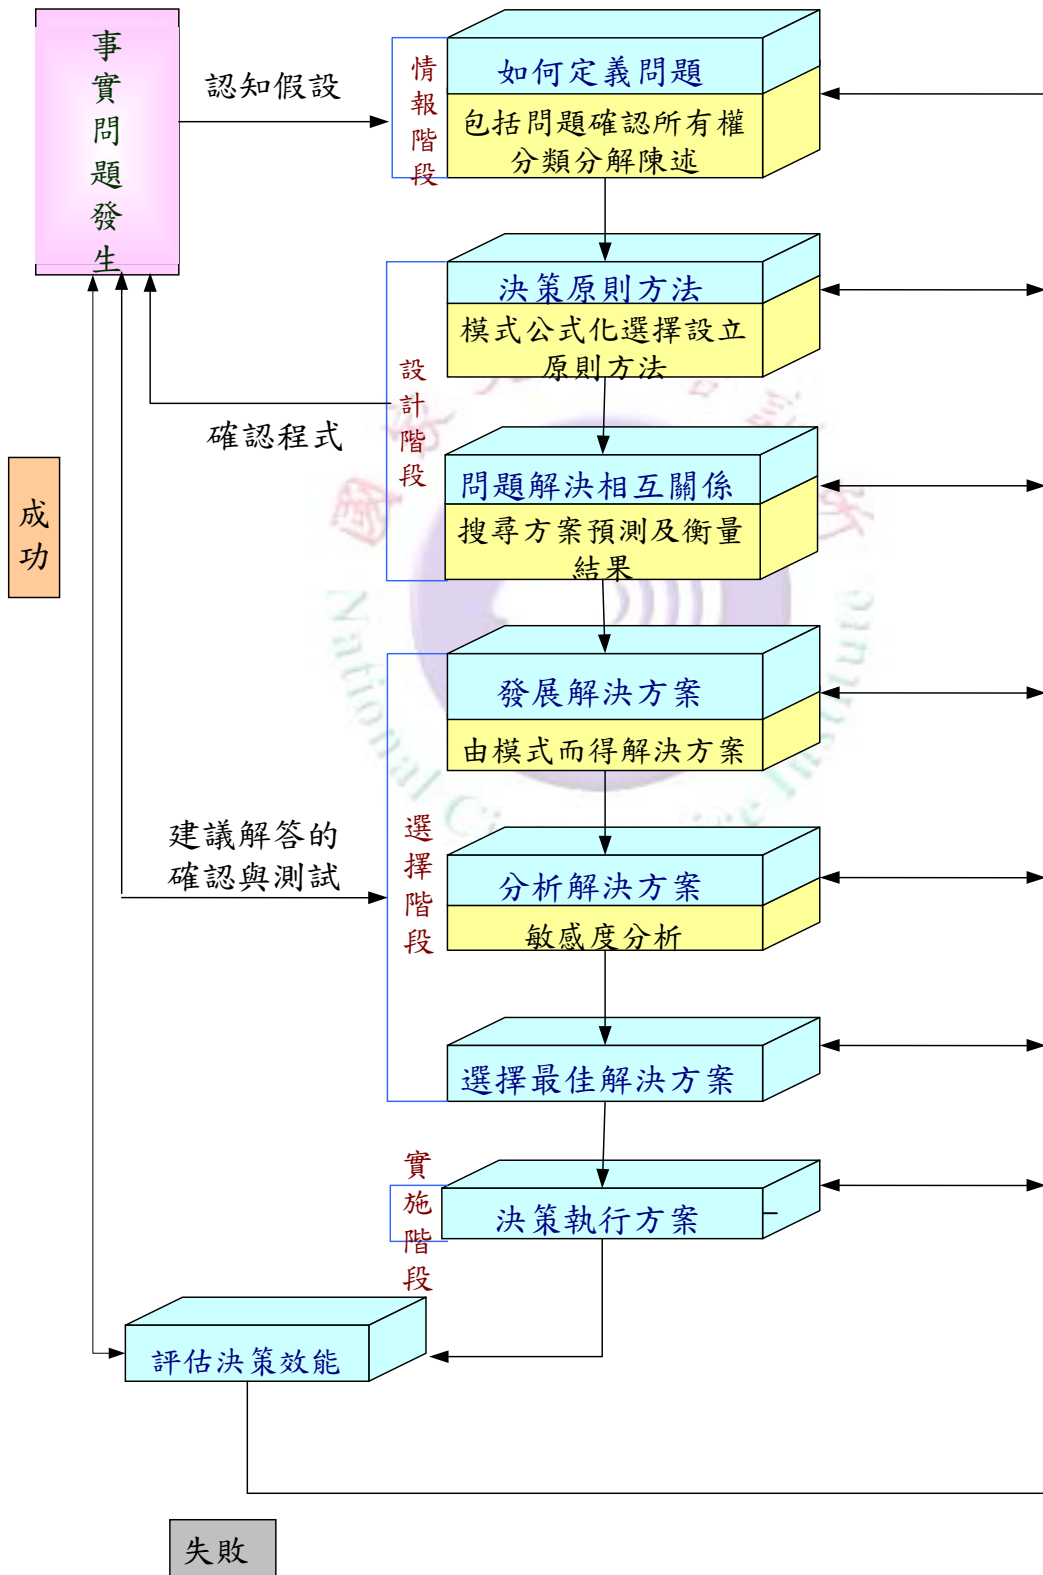 事實問題發生
認知假設
情報階段
如何定義問題
包括問題確認所有權
分類分解陳述
決策原則方法
模式公式化選擇設立
原則方法
設計階段
確認程式
問題解決相互關係
搜尋方案預測及衡量
結果
成功
發展解決方案
由模式而得解決方案
選擇階段
建議解答的
確認與測試
分析解決方案
敏感度分析
選擇最佳解決方案
實施階段
決策執行方案
評估決策效能
失敗
National Ci
Institute